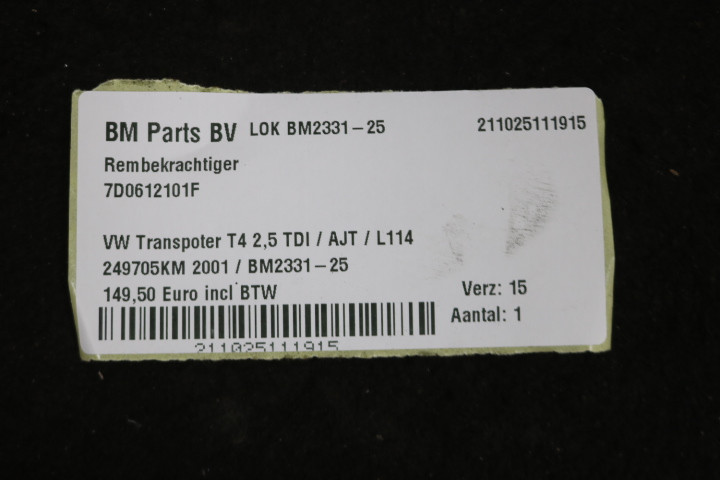 BM Parts BV LOK BM2331-25 211025111915
Rembekrachtiger
7D0612101F
VW Transpoter T4 2,5 TDI / AJT / L114
249705KM 2001 / BM2331-25
149,50 Euro incl BTW Verz: 15
Aantal: 1
211025111915